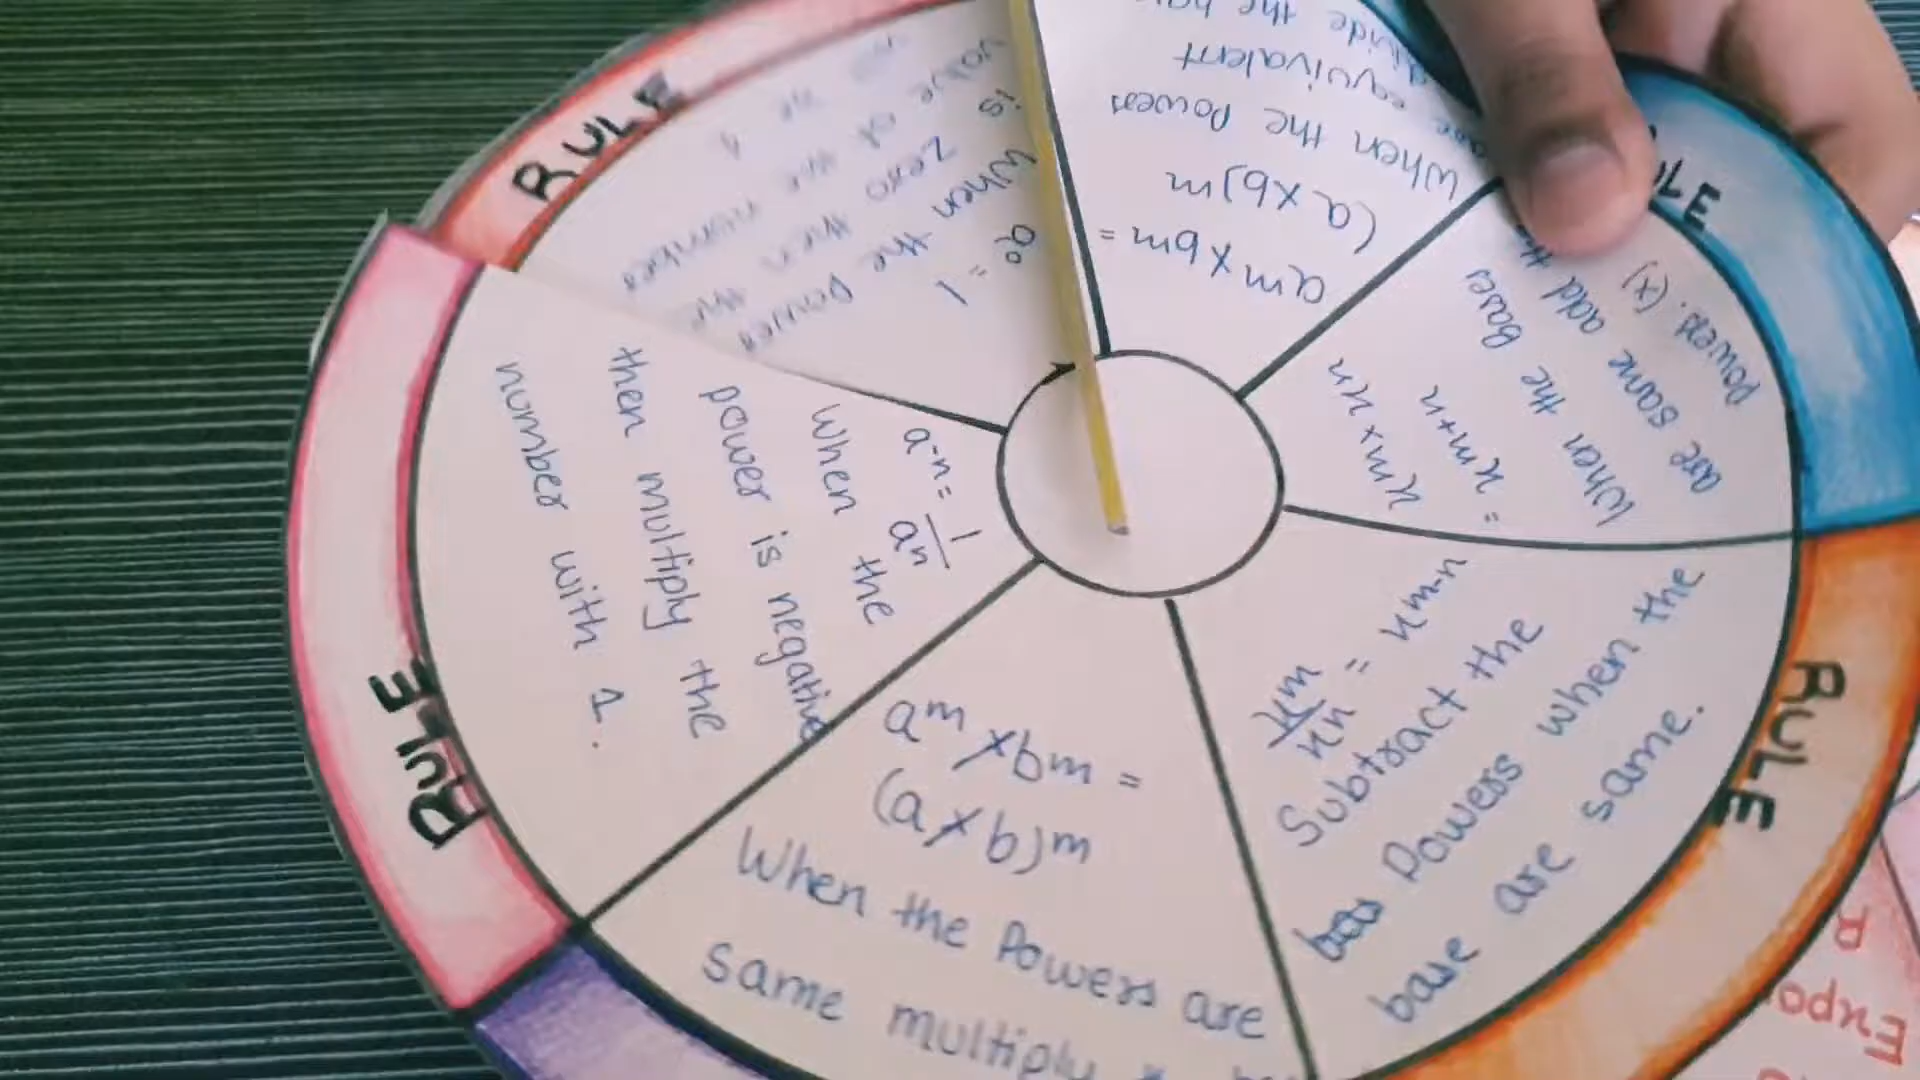 RULE
a⁰ = 1
When the power
is zero then the
value of the number
RULE
a-n = 1/an
When the
power is negative
then multiply the
number with 1.
am x bm =
(a x b)m
When the Powers are
same multiply
RULE
xm/xn = xm-n
Subtract the
Powers when the
base are same.
xm x xn
= xm+n
When the bases
are same add the
power. (x)
am x bm =
(a x b)m
When the Powers
are equivalent
divide the